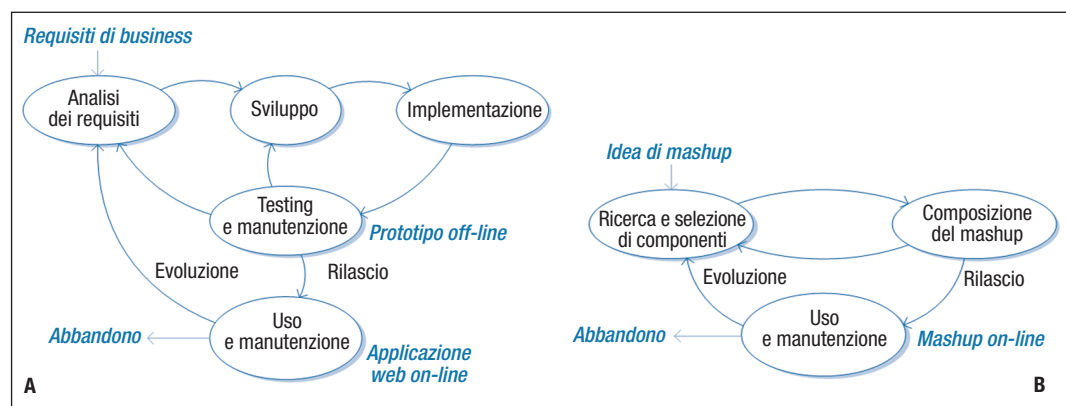 Requisiti di business
Analisi
dei requisiti
Sviluppo
Implementazione
Testing
e manutenzione
Prototipo off-line
Evoluzione
Rilascio
Uso
e manutenzione
Abbandono
Applicazione
web on-line
A
Idea di mashup
Ricerca e selezione
di componenti
Composizione
del mashup
Evoluzione
Rilascio
Uso
e manutenzione
Abbandono
Mashup on-line
B